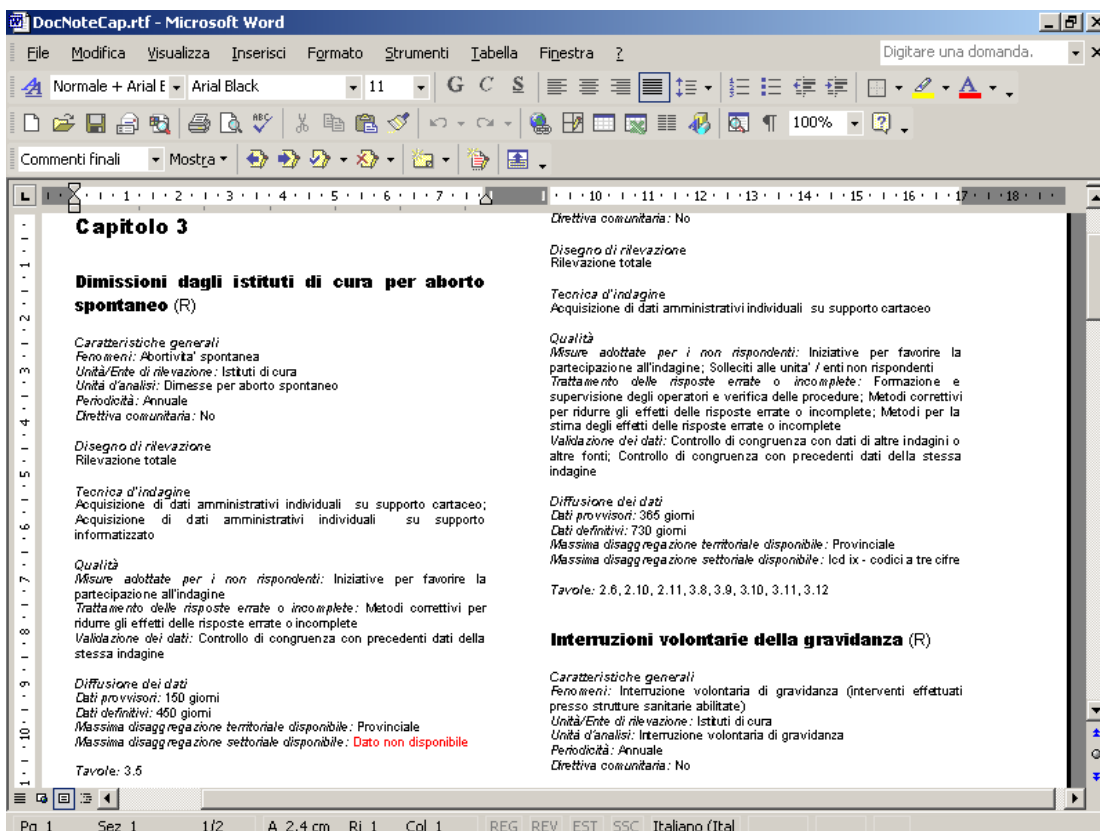 DocNoteCap.rtf - Microsoft Word
File Modifica Visualizza Inserisci Formato Strumenti Tabella Finestra ? Digitare una domanda.
Normale + Arial E Arial Black 11 G C S
100%
Commenti finali Mostra
1 2 3 4 5 6 7 10 11 12 13 14 15 16 17 18
Capitolo 3
Dimissioni dagli istituti di cura per aborto
spontaneo (R)
Caratteristiche generali
Fenomeni: Abortivita' spontanea
Unità/Ente di rilevazione: Istituti di cura
Unità d'analisi: Dimesse per aborto spontaneo
Periodicità: Annuale
Direttiva comunitaria: No
Disegno di rilevazione
Rilevazione totale
Tecnica d'indagine
Acquisizione di dati amministrativi individuali su supporto cartaceo;
Acquisizione di dati amministrativi individuali su supporto
informatizzato
Qualità
Misure adottate per i non rispondenti: Iniziative per favorire la
partecipazione all'indagine
Trattamento delle risposte errate o incomplete: Metodi correttivi per
ridurre gli effetti delle risposte errate o incomplete
Validazione dei dati: Controllo di congruenza con precedenti dati della
stessa indagine
Diffusione dei dati
Dati provvisori: 150 giorni
Dati definitivi: 450 giorni
Massima disaggregazione territoriale disponibile: Provinciale
Massima disaggregazione settoriale disponibile: Dato non disponibile
Tavole: 3.5
Direttiva comunitaria: No
Disegno di rilevazione
Rilevazione totale
Tecnica d'indagine
Acquisizione di dati amministrativi individuali su supporto cartaceo
Qualità
Misure adottate per i non rispondenti: Iniziative per favorire la
partecipazione all'indagine; Solleciti alle unita' / enti non rispondenti
Trattamento delle risposte errate o incomplete: Formazione e
supervisione degli operatori e verifica delle procedure; Metodi correttivi
per ridurre gli effetti delle risposte errate o incomplete; Metodi per la
stima degli effetti delle risposte errate o incomplete
Validazione dei dati: Controllo di congruenza con dati di altre indagini o
altre fonti; Controllo di congruenza con precedenti dati della stessa
indagine
Diffusione dei dati
Dati provvisori: 365 giorni
Dati definitivi: 730 giorni
Massima disaggregazione territoriale disponibile: Provinciale
Massima disaggregazione settoriale disponibile: Icd ix - codici a tre cifre
Tavole: 2.6, 2.10, 2.11, 3.8, 3.9, 3.10, 3.11, 3.12
Interruzioni volontarie della gravidanza (R)
Caratteristiche generali
Fenomeni: Interruzione volontaria di gravidanza (interventi effettuati
presso strutture sanitarie abilitate)
Unità/Ente di rilevazione: Istituti di cura
Unità d'analisi: Interruzione volontaria di gravidanza
Periodicità: Annuale
Direttiva comunitaria: No
Pg 1 Sez 1 1/2 A 2,4 cm Ri 1 Col 1 REG REV EST SSC Italiano (Ital